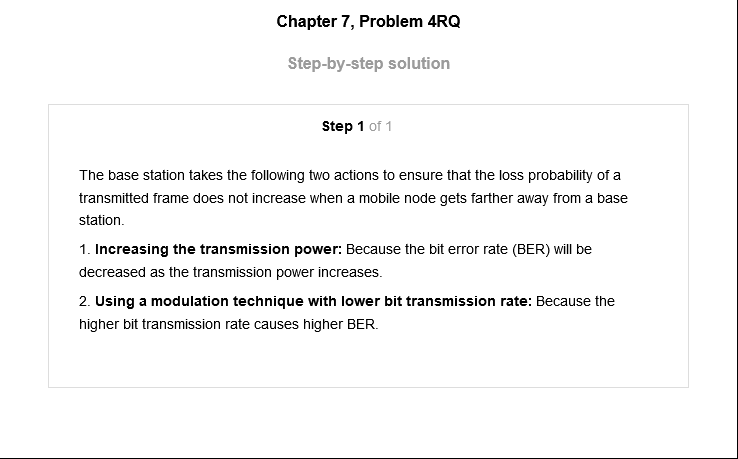 Chapter 7, Problem 4RQ
Step-by-step solution
Step 1 of 1
The base station takes the following two actions to ensure that the loss probability of a
transmitted frame does not increase when a mobile node gets farther away from a base
station.
1. Increasing the transmission power: Because the bit error rate (BER) will be
decreased as the transmission power increases.
2. Using a modulation technique with lower bit transmission rate: Because the
higher bit transmission rate causes higher BER.